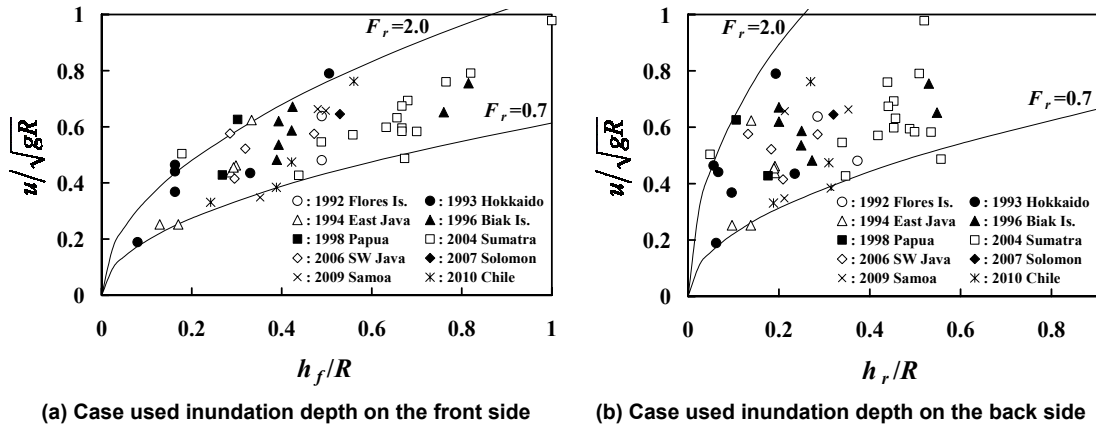 1
0.8
0.6
0.4
0.2
0
u/√gR
F_r=2.0
F_r=0.7
○ : 1992 Flores Is. ● : 1993 Hokkaido
△ : 1994 East Java ▲ : 1996 Biak Is.
■ : 1998 Papua □ : 2004 Sumatra
◇ : 2006 SW Java ◆ : 2007 Solomon
× : 2009 Samoa * : 2010 Chile
0 0.2 0.4 0.6 0.8 1
h_f/R
(a) Case used inundation depth on the front side
1
0.8
0.6
0.4
0.2
0
u/√gR
F_r=2.0
F_r=0.7
○ : 1992 Flores Is. ● : 1993 Hokkaido
△ : 1994 East Java ▲ : 1996 Biak Is.
■ : 1998 Papua □ : 2004 Sumatra
◇ : 2006 SW Java ◆ : 2007 Solomon
× : 2009 Samoa * : 2010 Chile
0 0.2 0.4 0.6 0.8
h_r/R
(b) Case used inundation depth on the back side